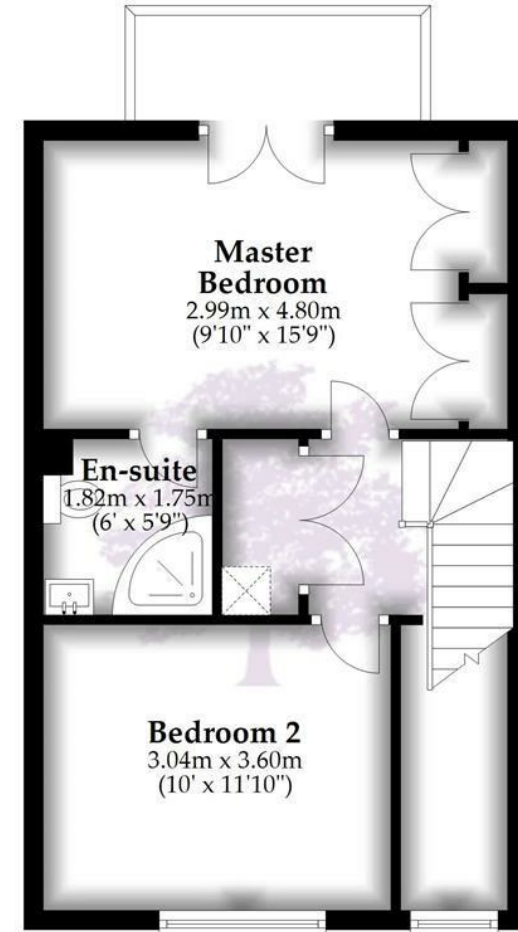 Master
Bedroom
2.99m x 4.80m
(9'10" x 15'9")
En-suite
1.82m x 1.75m
(6' x 5'9")
Bedroom 2
3.04m x 3.60m
(10' x 11'10")